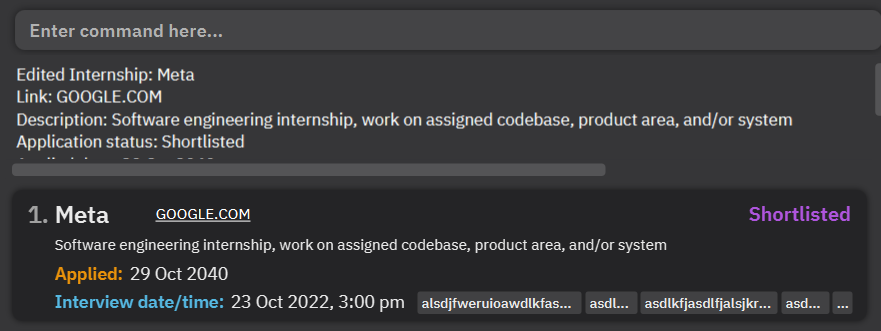 Enter command here...
Edited Internship: Meta
Link: GOOGLE.COM
Description: Software engineering internship, work on assigned codebase, product area, and/or system
Application status: Shortlisted
1. Meta GOOGLE.COM Shortlisted
Software engineering internship, work on assigned codebase, product area, and/or system
Applied: 29 Oct 2040
Interview date/time: 23 Oct 2022, 3:00 pm alsdjfweruioawdlkfas... asdl... asdlkfjasdlfjalsjkr... asd... ...